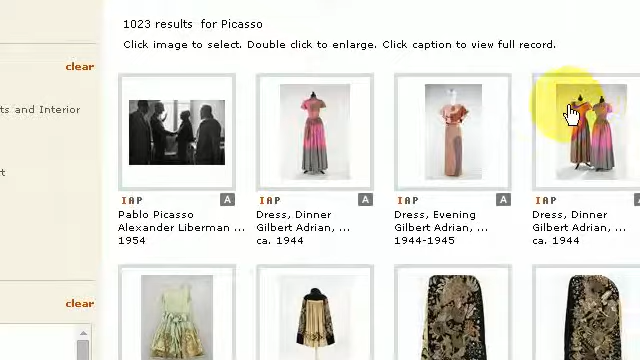 1023 results for Picasso
Click image to select. Double click to enlarge. Click caption to view full record.
clear
ts and Interior
t
IAP A
Pablo Picasso
Alexander Liberman ...
1954
IAP A
Dress, Dinner
Gilbert Adrian, ...
ca. 1944
IAP A
Dress, Evening
Gilbert Adrian, ...
1944-1945
IAP A
Dress, Dinner
Gilbert Adrian, ...
ca. 1944
clear